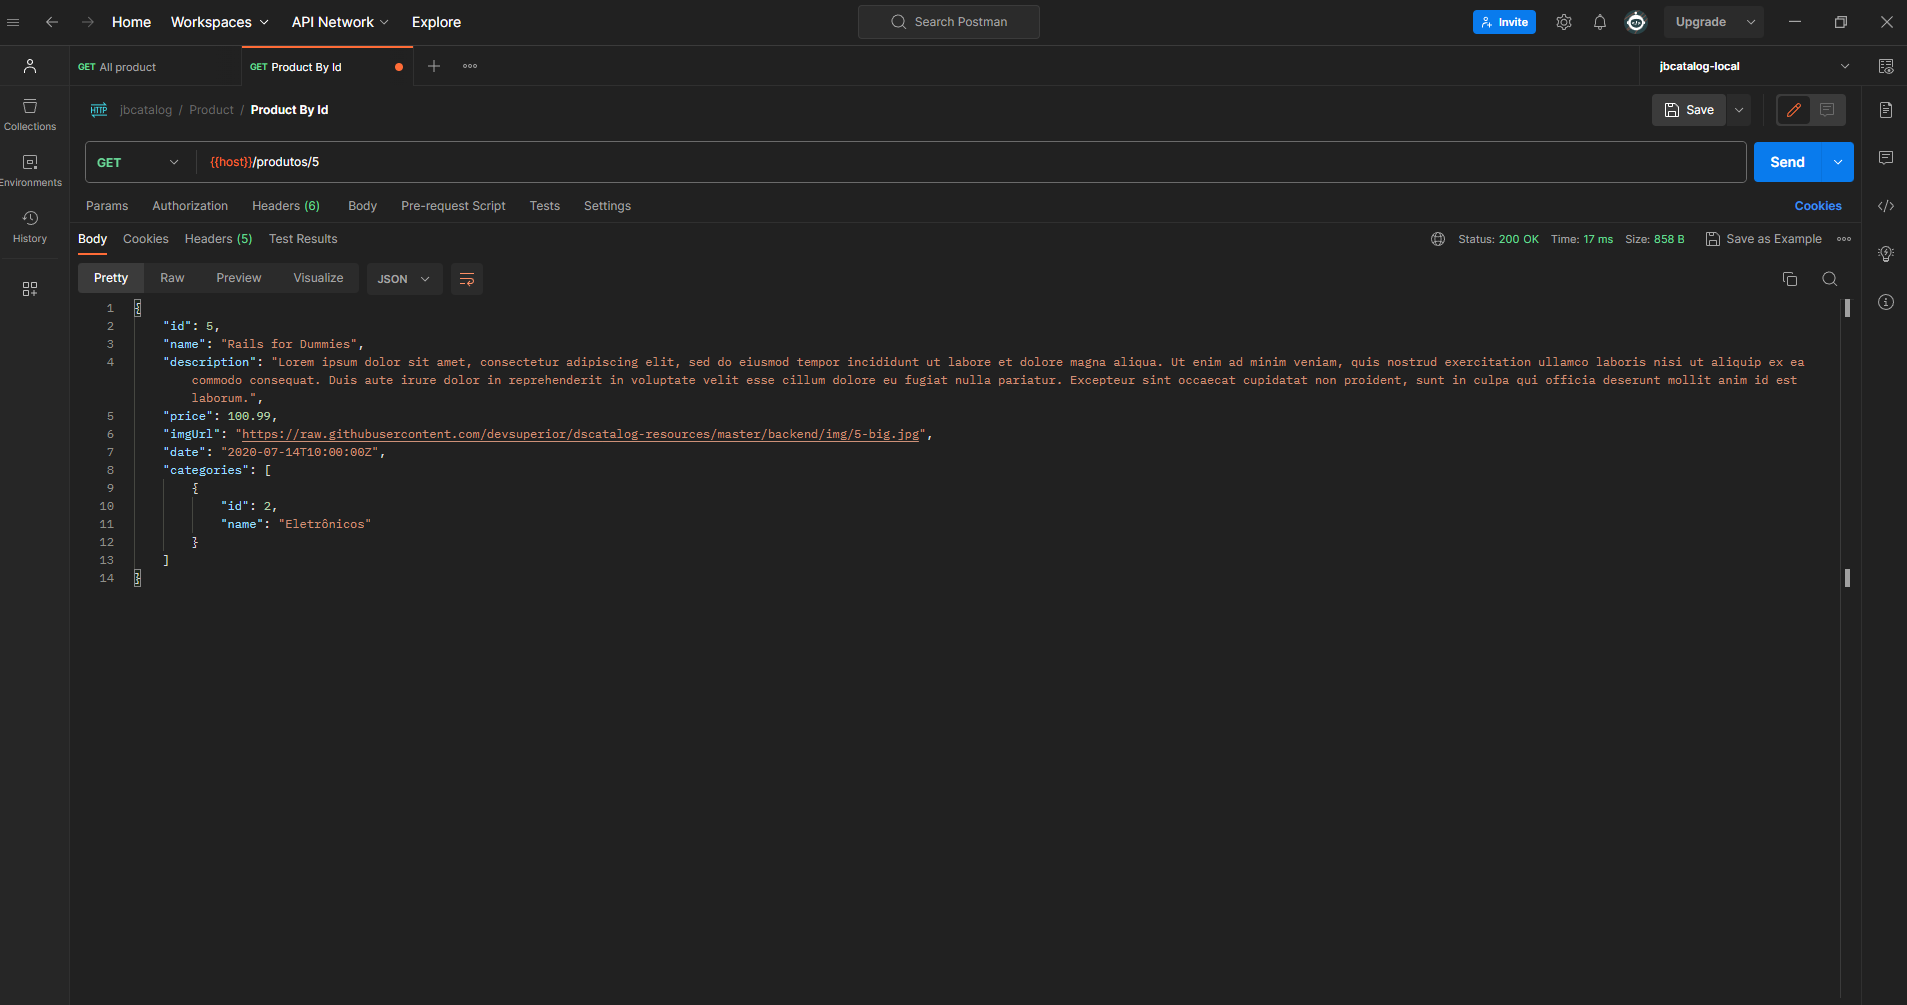 Home Workspaces API Network Explore Search Postman Invite Upgrade
GET All product GET Product By Id jbcatalog-local
Collections
Environments
History
HTTP jbcatalog / Product / Product By Id Save
GET {{host}}/produtos/5 Send
Params Authorization Headers (6) Body Pre-request Script Tests Settings Cookies
Body Cookies Headers (5) Test Results Status: 200 OK Time: 17 ms Size: 858 B Save as Example
Pretty Raw Preview Visualize JSON
1 {
2 "id": 5,
3 "name": "Rails for Dummies",
4 "description": "Lorem ipsum dolor sit amet, consectetur adipiscing elit, sed do eiusmod tempor incididunt ut labore et dolore magna aliqua. Ut enim ad minim veniam, quis nostrud exercitation ullamco laboris nisi ut aliquip ex ea
commodo consequat. Duis aute irure dolor in reprehenderit in voluptate velit esse cillum dolore eu fugiat nulla pariatur. Excepteur sint occaecat cupidatat non proident, sunt in culpa qui officia deserunt mollit anim id est
laborum.",
5 "price": 100.99,
6 "imgUrl": "https://raw.githubusercontent.com/devsuperior/dscatalog-resources/master/backend/img/5-big.jpg",
7 "date": "2020-07-14T10:00:00Z",
8 "categories": [
9 {
10 "id": 2,
11 "name": "Eletrônicos"
12 }
13 ]
14 }